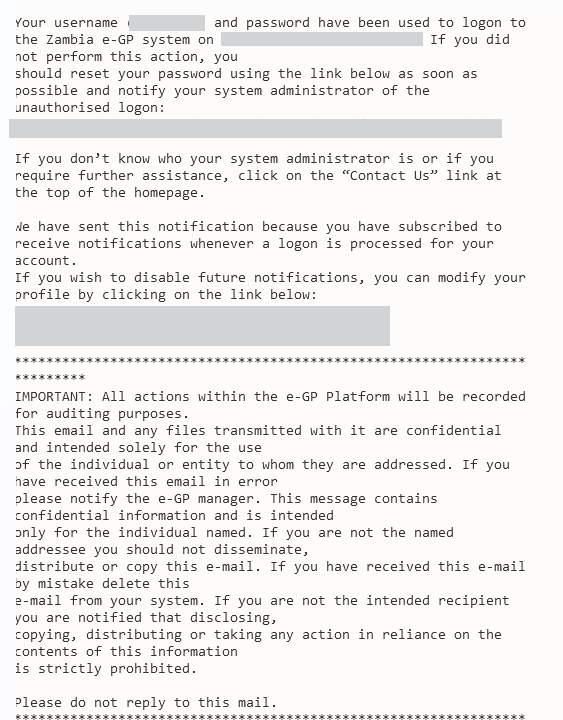 Your username and password have been used to logon to
the Zambia e-GP system on If you did
not perform this action, you
should reset your password using the link below as soon as
possible and notify your system administrator of the
unauthorised logon:
If you don’t know who your system administrator is or if you
require further assistance, click on the “Contact Us” link at
the top of the homepage.
We have sent this notification because you have subscribed to
receive notifications whenever a logon is processed for your
account.
If you wish to disable future notifications, you can modify your
profile by clicking on the link below:
****************************************************************
*********
IMPORTANT: All actions within the e-GP Platform will be recorded
for auditing purposes.
This email and any files transmitted with it are confidential
and intended solely for the use
of the individual or entity to whom they are addressed. If you
have received this email in error
please notify the e-GP manager. This message contains
confidential information and is intended
only for the individual named. If you are not the named
addressee you should not disseminate,
distribute or copy this e-mail. If you have received this e-mail
by mistake delete this
e-mail from your system. If you are not the intended recipient
you are notified that disclosing,
copying, distributing or taking any action in reliance on the
contents of this information
is strictly prohibited.
Please do not reply to this mail.
****************************************************************